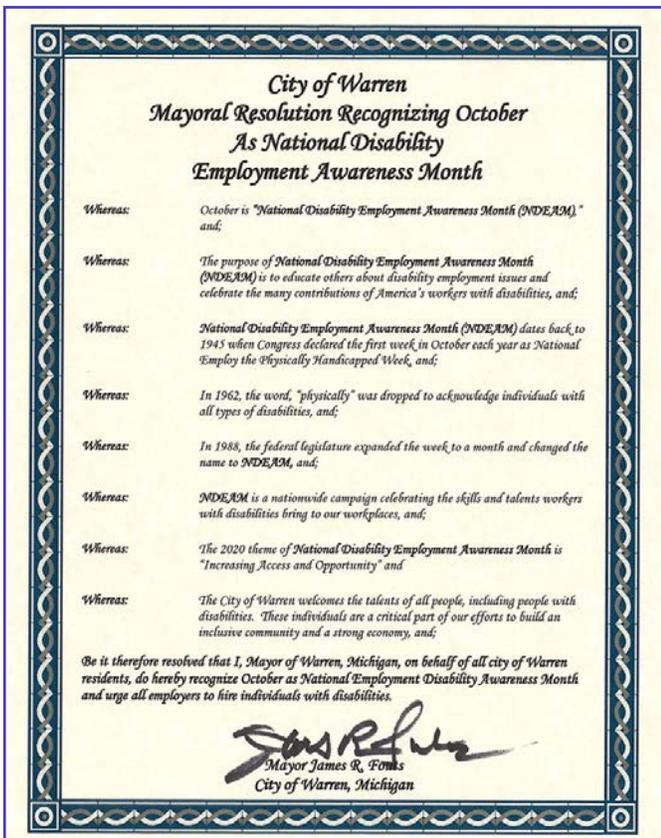 City of Warren
Mayoral Resolution Recognizing October
As National Disability
Employment Awareness Month
Whereas: October is "National Disability Employment Awareness Month (NDEAM),"
and;
Whereas: The purpose of National Disability Employment Awareness Month
(NDEAM) is to educate others about disability employment issues and
celebrate the many contributions of America's workers with disabilities, and;
Whereas: National Disability Employment Awareness Month (NDEAM) dates back to
1945 when Congress declared the first week in October each year as National
Employ the Physically Handicapped Week, and;
Whereas: In 1962, the word, "physically" was dropped to acknowledge individuals with
all types of disabilities, and;
Whereas: In 1988, the federal legislature expanded the week to a month and changed the
name to NDEAM, and;
Whereas: NDEAM is a nationwide campaign celebrating the skills and talents workers
with disabilities bring to our workplaces, and;
Whereas: The 2020 theme of National Disability Employment Awareness Month is
"Increasing Access and Opportunity" and
Whereas: The City of Warren welcomes the talents of all people, including people with
disabilities. These individuals are a critical part of our efforts to build an
inclusive community and a strong economy, and;
Be it therefore resolved that I, Mayor of Warren, Michigan, on behalf of all city of Warren
residents, do hereby recognize October as National Employment Disability Awareness Month
and urge all employers to hire individuals with disabilities.
Mayor James R. Fouts
City of Warren, Michigan